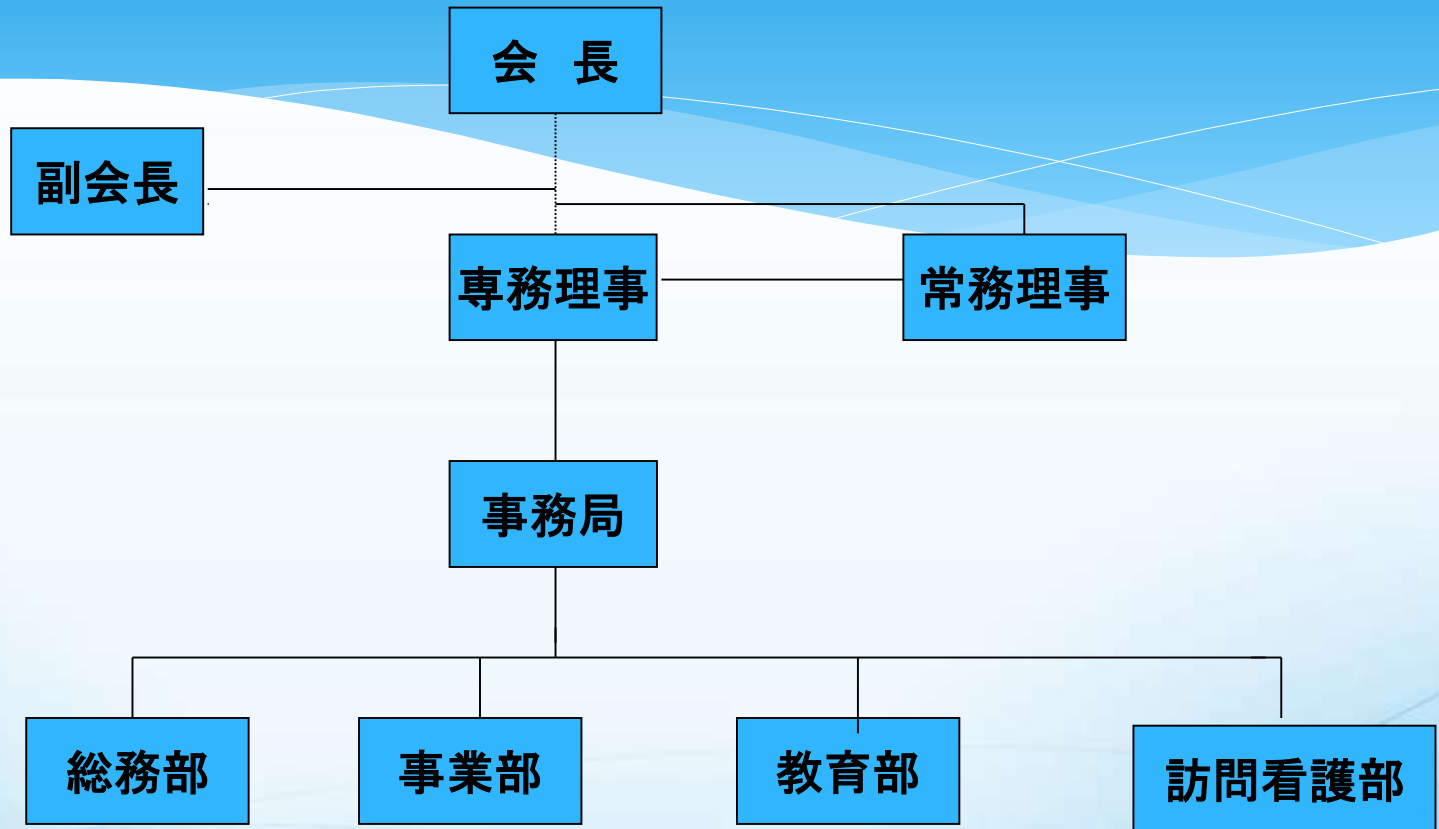 会　長
副会長
専務理事
常務理事
事務局
総務部
事業部
教育部
訪問看護部